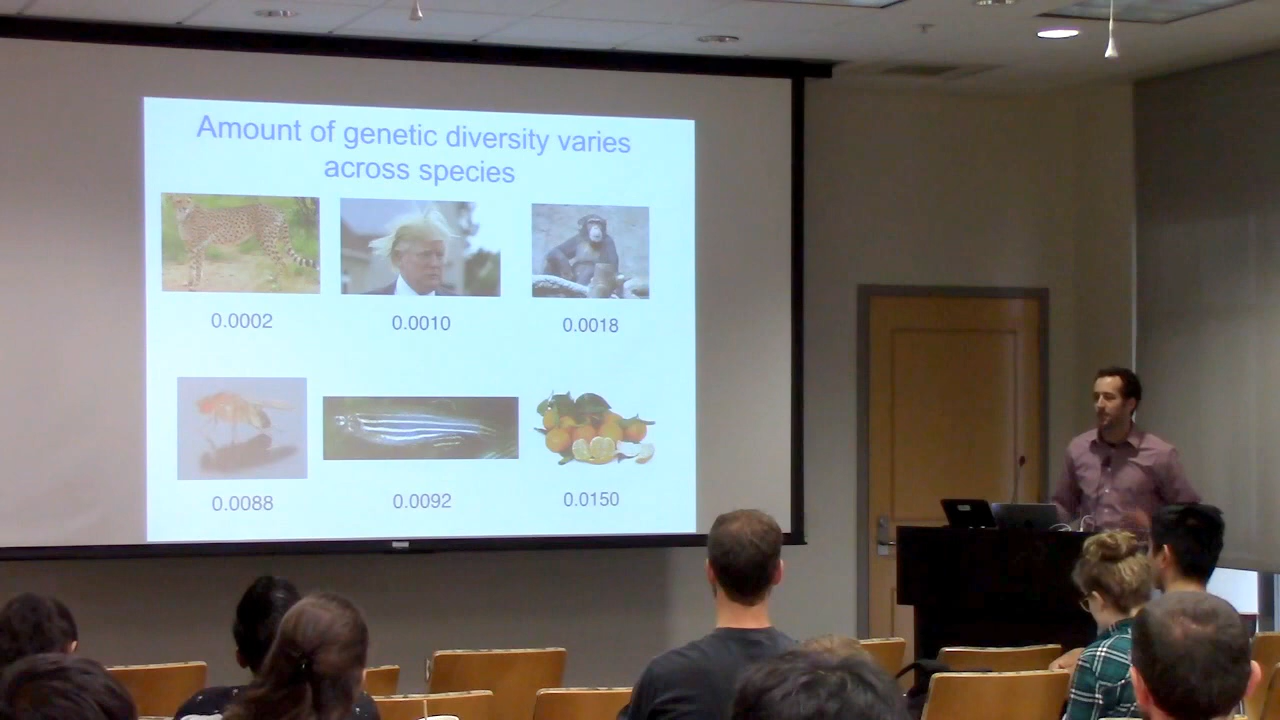 Amount of genetic diversity varies
across species
0.0002 0.0010 0.0018
0.0088 0.0092 0.0150